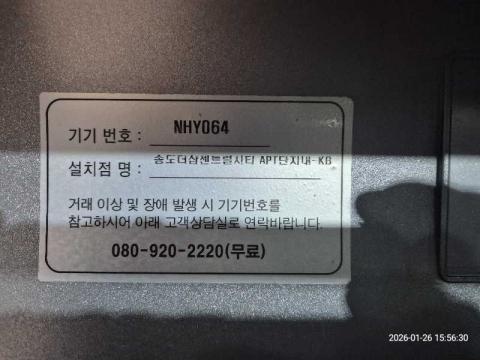 기기 번호 : NHY064
설치점 명 : 송도더샵센트럴시티 APT단지내-KB
거래 이상 및 장애 발생 시 기기번호를
참고하시어 아래 고객상담실로 연락바랍니다.
080-920-2220(무료)
2026-01-26 15:56:30